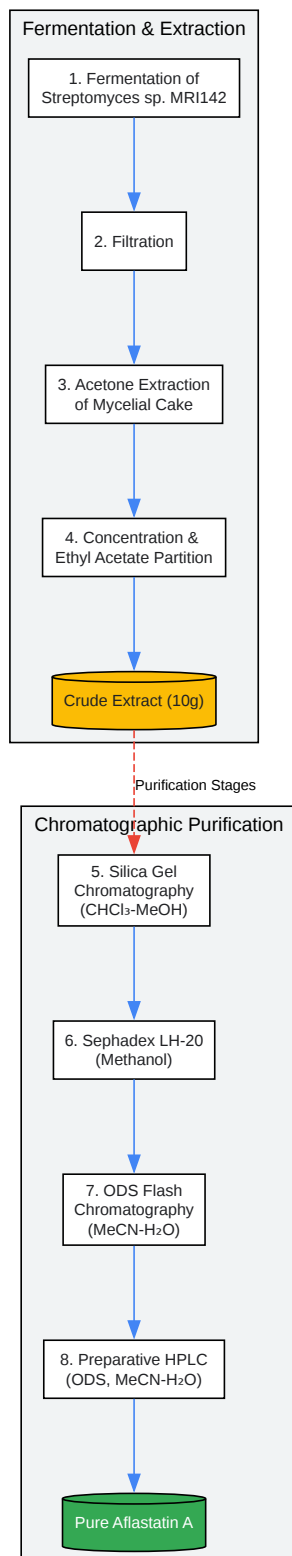 Fermentation & Extraction
1. Fermentation of
Streptomyces sp. MRI142
2. Filtration
3. Acetone Extraction
of Mycelial Cake
4. Concentration &
Ethyl Acetate Partition
Crude Extract (10g)
Purification Stages
Chromatographic Purification
5. Silica Gel
Chromatography
(CHCl₃-MeOH)
6. Sephadex LH-20
(Methanol)
7. ODS Flash
Chromatography
(MeCN-H₂O)
8. Preparative HPLC
(ODS, MeCN-H₂O)
Pure Aflastatin A